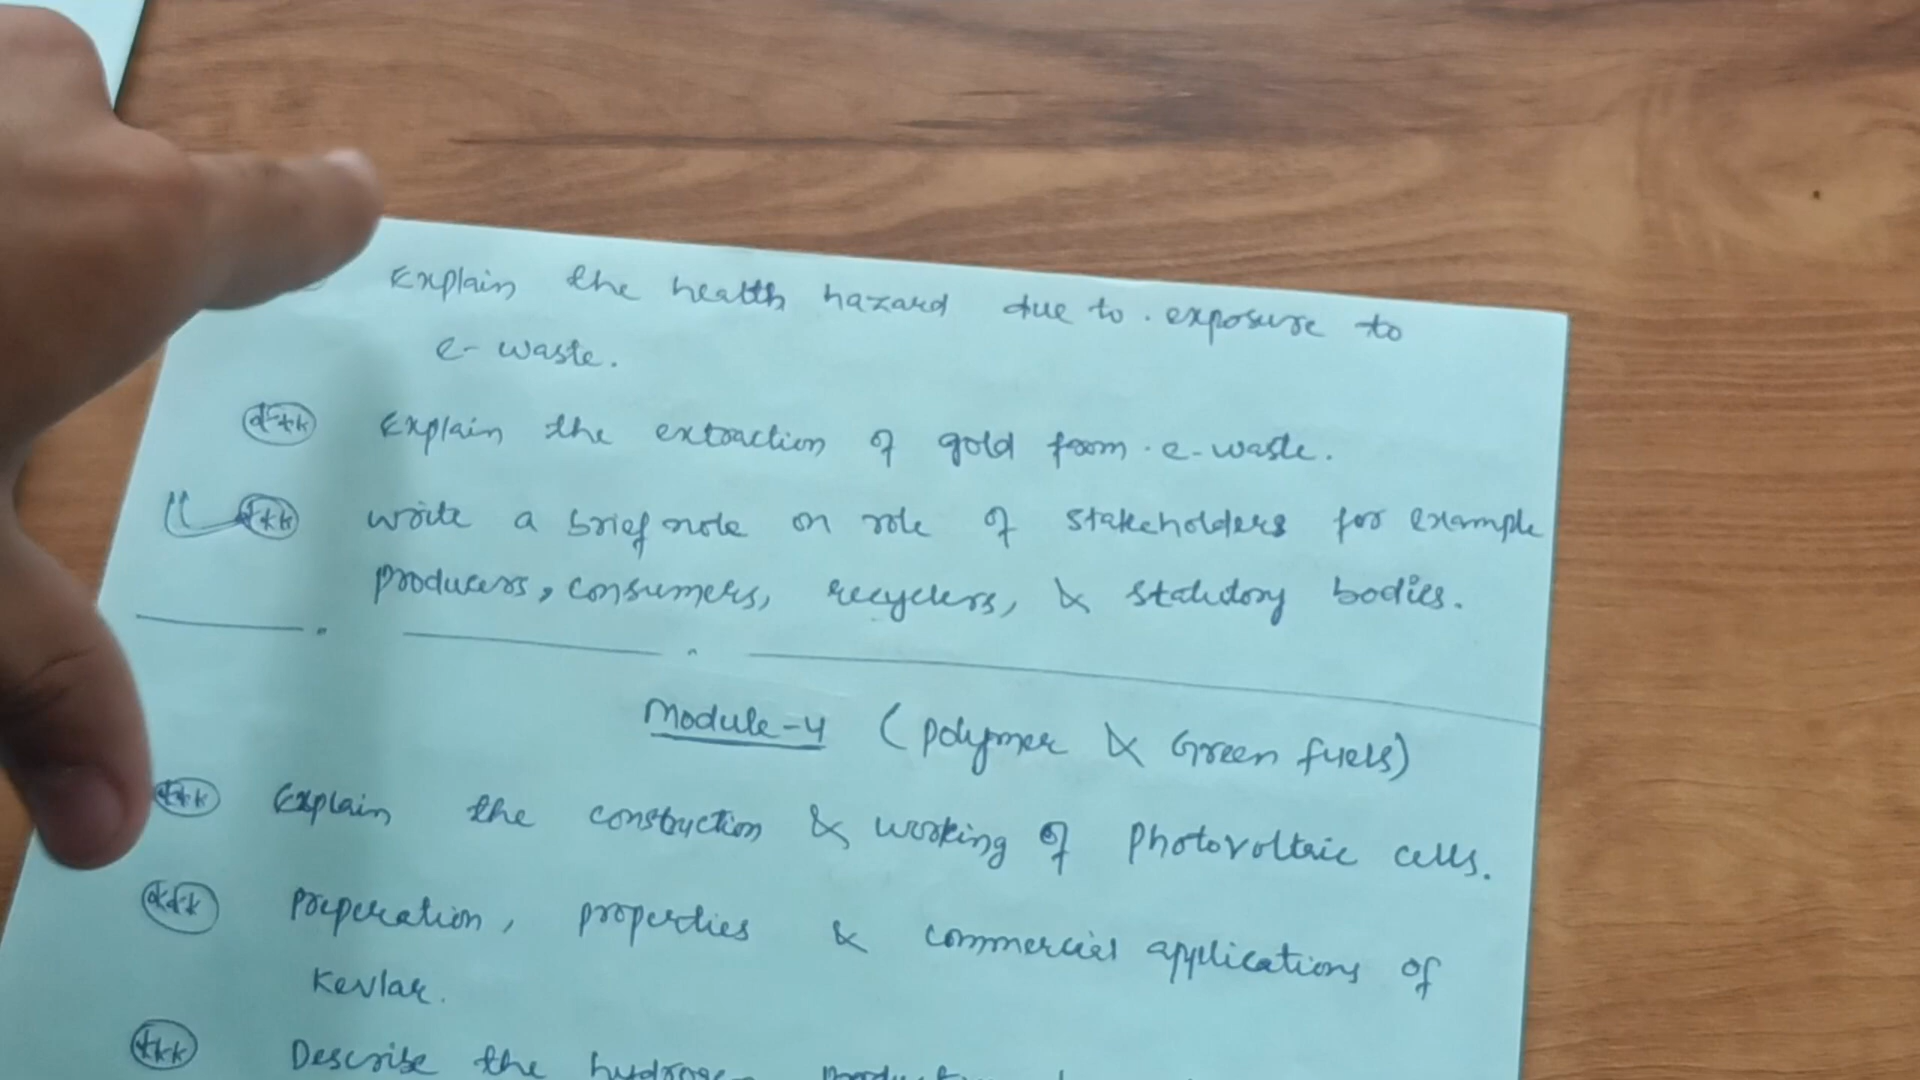 Explain the health hazard due to exposure to
e-waste.
*** Explain the extraction of gold from e-waste.
*** write a brief note on role of stakeholders for example
producers, consumers, recyclers, & statutory bodies.
Module-4 (polymer & Green fuels)
*** Explain the construction & working of photovoltaic cells.
*** preperation, properties & commercial applications of
Kevlar.
*** Describe the hydrogen